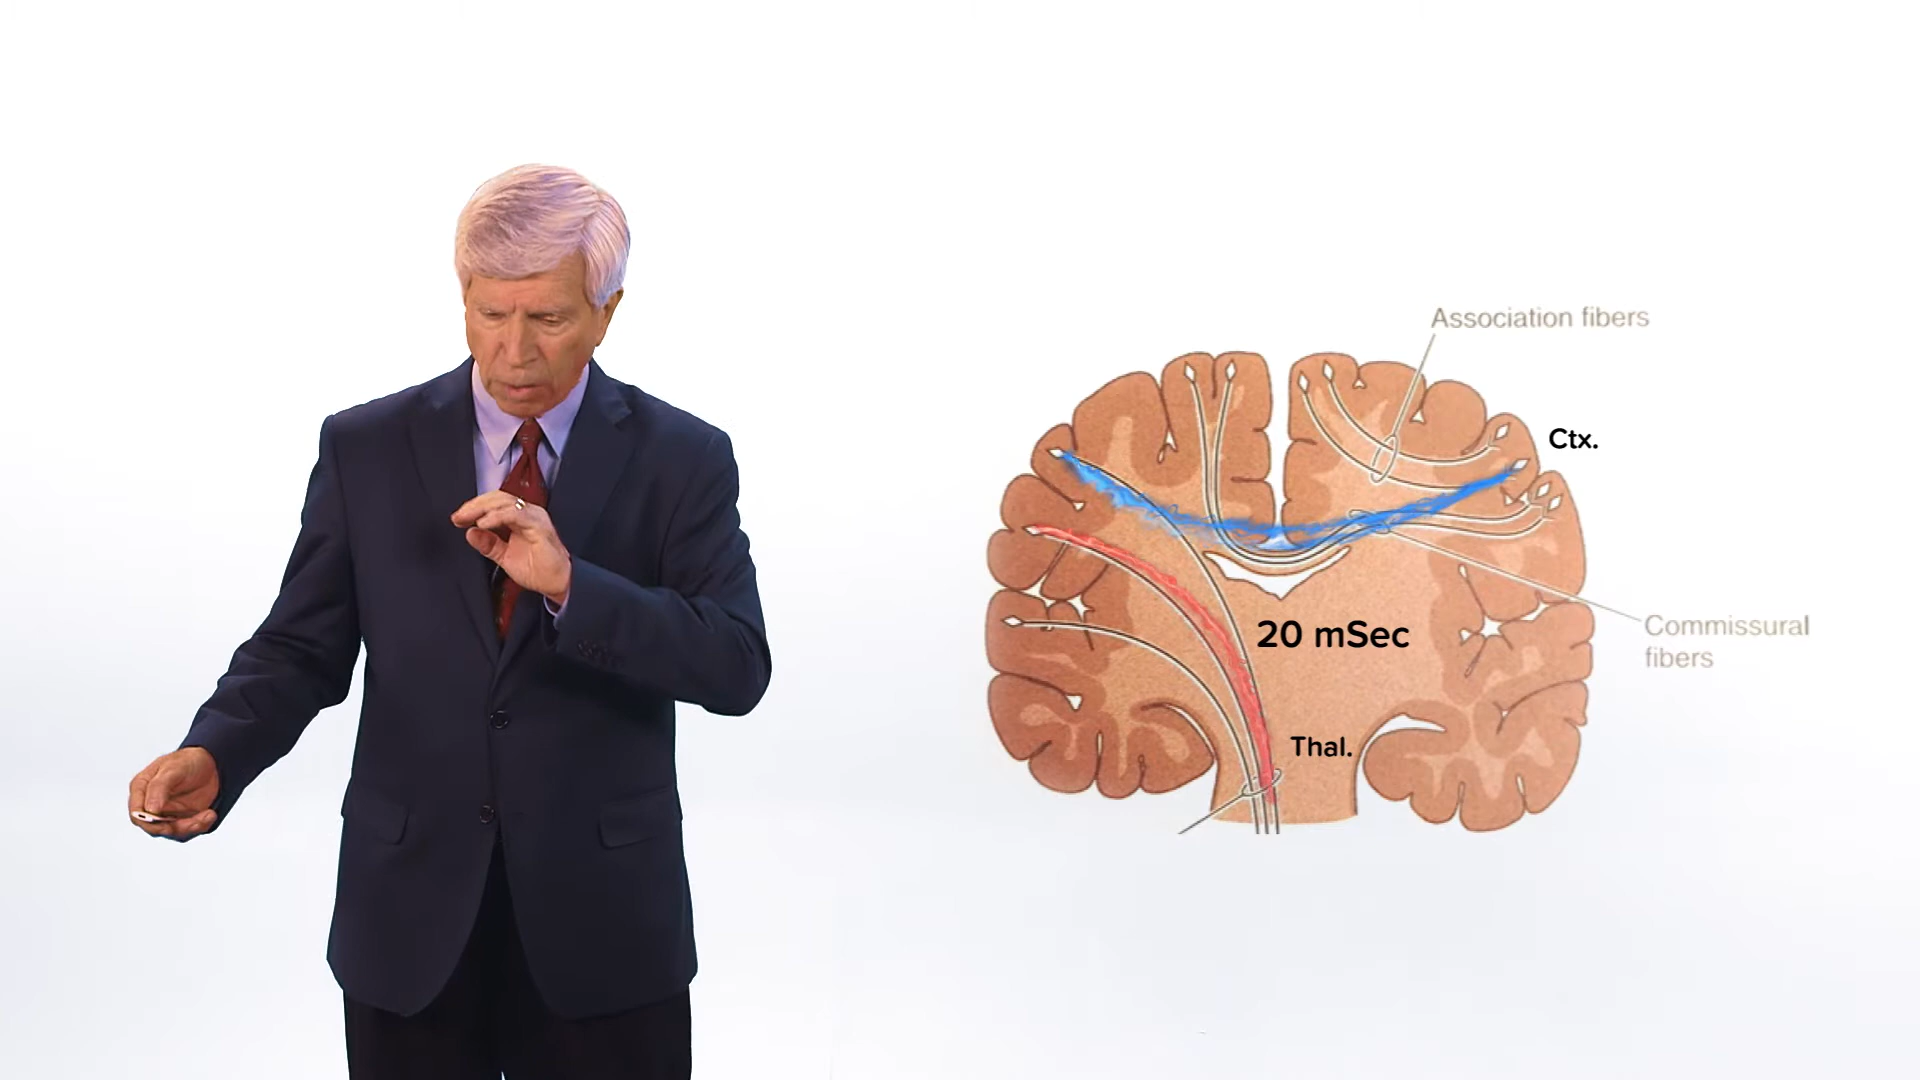 Association fibers
Ctx.
Commissural
fibers
20 mSec
Thal.